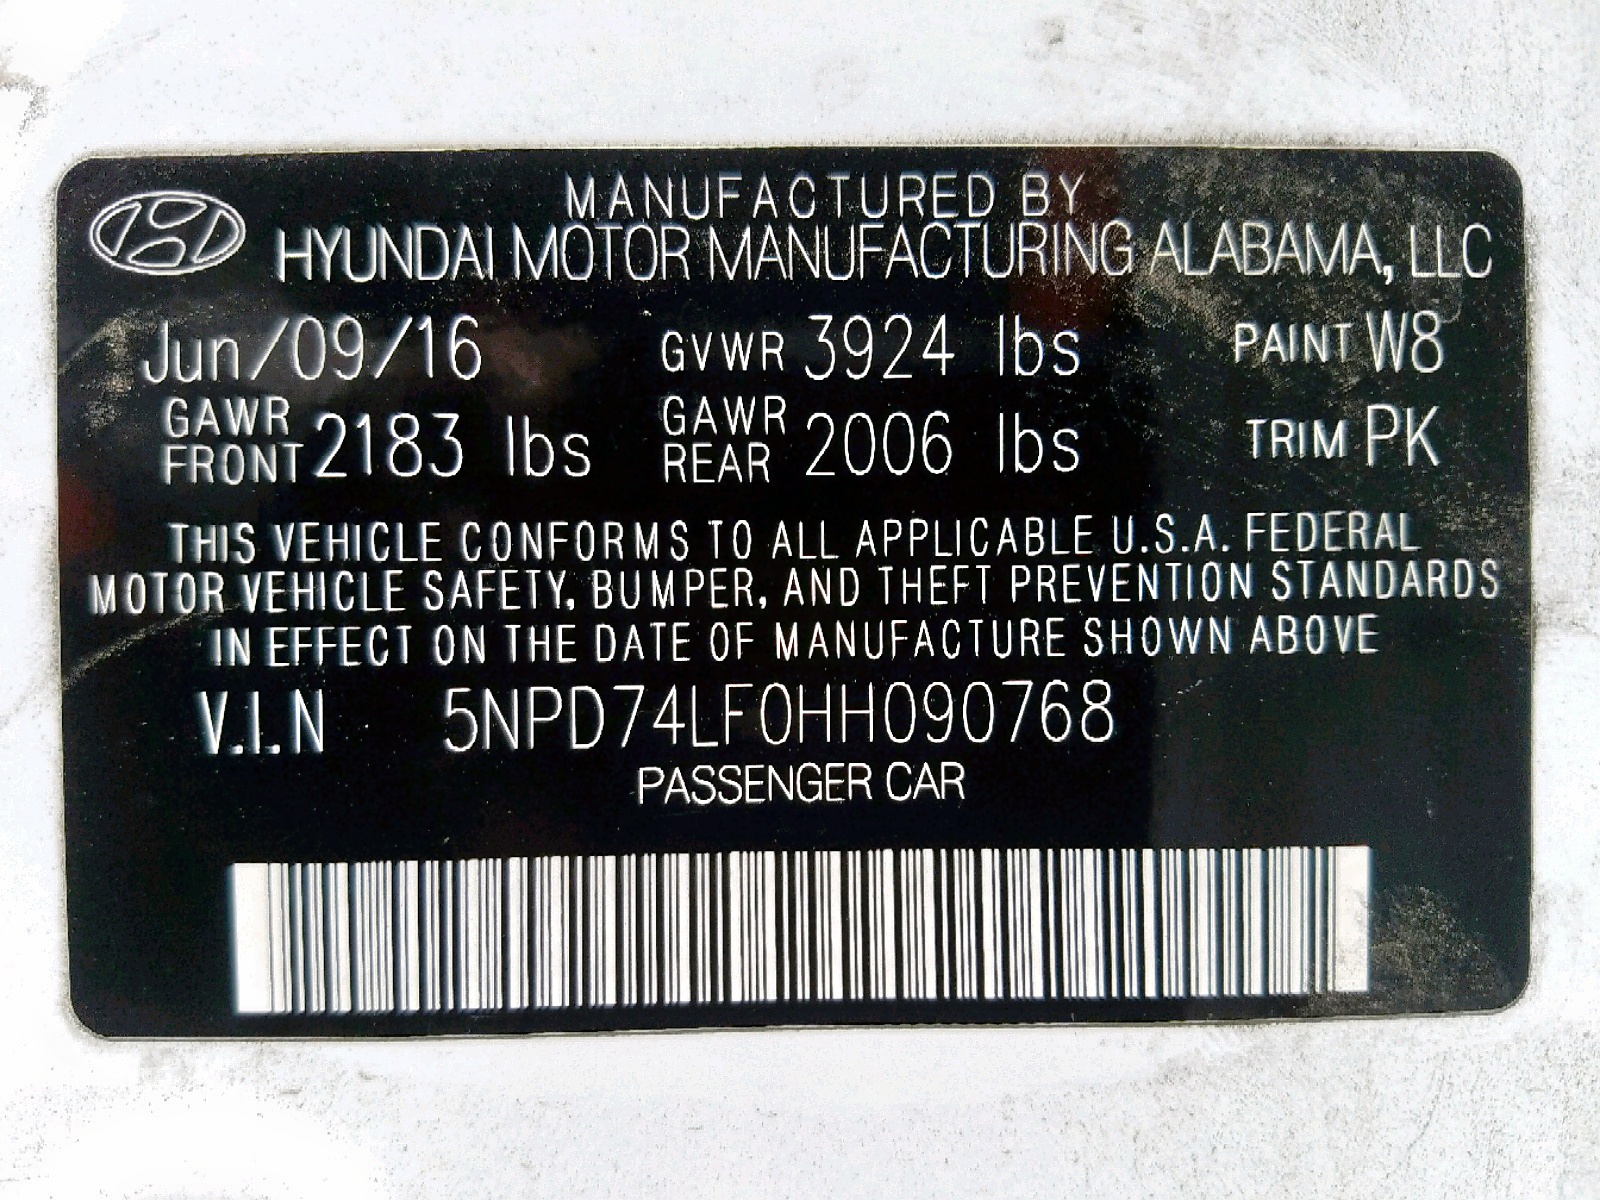 MANUFACTURED BY
HYUNDAI MOTOR MANUFACTURING ALABAMA, LLC
Jun/09/16 GVWR 3924 lbs PAINT W8
GAWR FRONT 2183 lbs GAWR REAR 2006 lbs TRIM PK
THIS VEHICLE CONFORMS TO ALL APPLICABLE U.S.A. FEDERAL
MOTOR VEHICLE SAFETY, BUMPER, AND THEFT PREVENTION STANDARDS
IN EFFECT ON THE DATE OF MANUFACTURE SHOWN ABOVE
V.I.N 5NPD74LF0HH090768
PASSENGER CAR